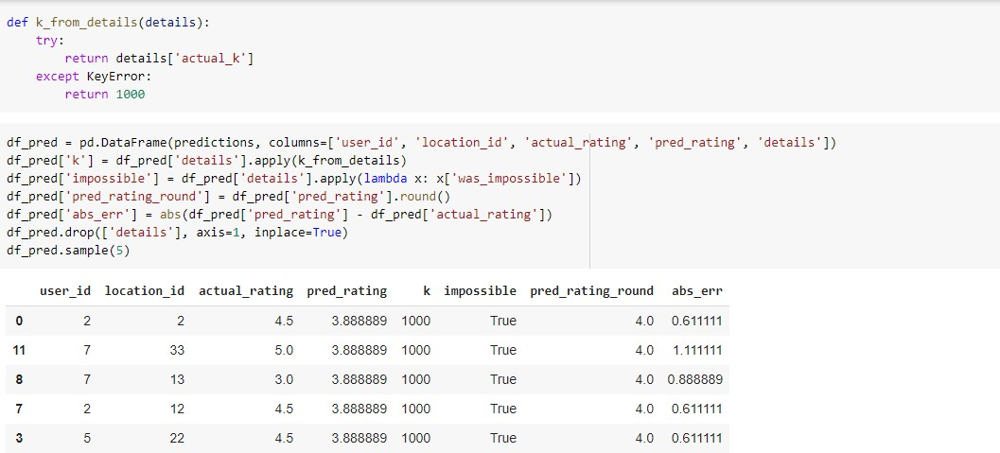 def k_from_details(details):
    try:
        return details['actual_k']
    except KeyError:
        return 1000
df_pred = pd.DataFrame(predictions, columns=['user_id', 'location_id', 'actual_rating', 'pred_rating', 'details'])
df_pred['k'] = df_pred['details'].apply(k_from_details)
df_pred['impossible'] = df_pred['details'].apply(lambda x: x['was_impossible'])
df_pred['pred_rating_round'] = df_pred['pred_rating'].round()
df_pred['abs_err'] = abs(df_pred['pred_rating'] - df_pred['actual_rating'])
df_pred.drop(['details'], axis=1, inplace=True)
df_pred.sample(5)
user_id location_id actual_rating pred_rating k impossible pred_rating_round abs_err
0 2 2 4.5 3.888889 1000 True 4.0 0.611111
11 7 33 5.0 3.888889 1000 True 4.0 1.111111
8 7 13 3.0 3.888889 1000 True 4.0 0.888889
7 2 12 4.5 3.888889 1000 True 4.0 0.611111
3 5 22 4.5 3.888889 1000 True 4.0 0.611111